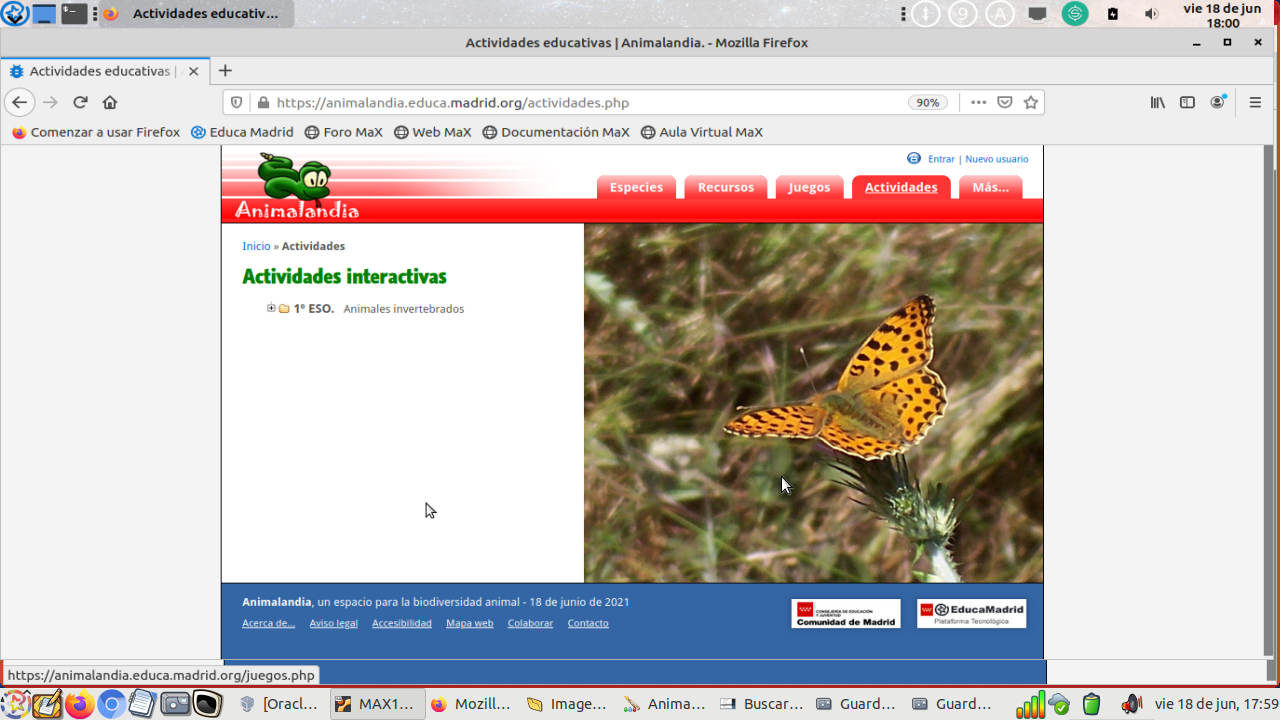 Actividades educativ...
9
A
vie 18 de jun
18:00
Actividades educativas | Animalandia. - Mozilla Firefox
Actividades educativas |
https://animalandia.educa.madrid.org/actividades.php
90%
Comenzar a usar Firefox
Educa Madrid
Foro MaX
Web MaX
Documentación MaX
Aula Virtual MaX
Entrar | Nuevo usuario
Especies
Recursos
Juegos
Actividades
Más...
Animalandia
Inicio » Actividades
Actividades interactivas
1º ESO. Animales invertebrados
Animalandia, un espacio para la biodiversidad animal - 18 de junio de 2021
Acerca de... Aviso legal Accesibilidad Mapa web Colaborar Contacto
CONSEJERÍA DE EDUCACIÓN
Y JUVENTUD
Comunidad de Madrid
EducaMadrid
Plataforma Tecnológica
https://animalandia.educa.madrid.org/juegos.php
[Oracl...
MAX1...
Mozill...
Image...
Anima...
Buscar...
Guard...
Guard...
vie 18 de jun, 17:59